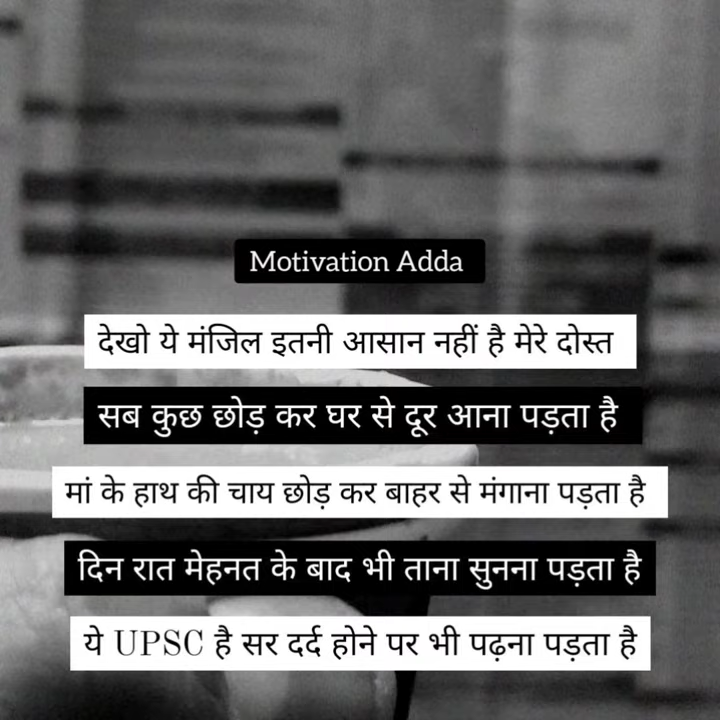 Motivation Adda
देखो ये मंजिल इतनी आसान नहीं है मेरे दोस्त
सब कुछ छोड़ कर घर से दूर आना पड़ता है
मां के हाथ की चाय छोड़ कर बाहर से मंगाना पड़ता है
दिन रात मेहनत के बाद भी ताना सुनना पड़ता है
ये UPSC है सर दर्द होने पर भी पढ़ना पड़ता है